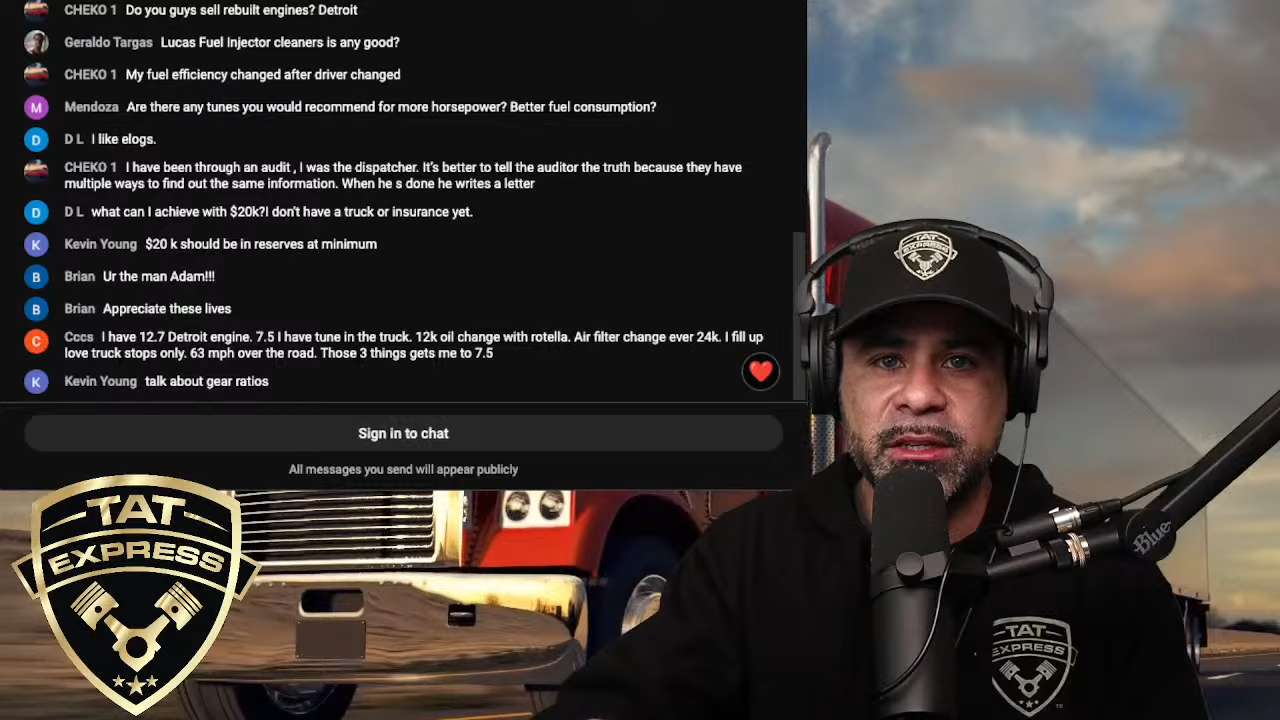 CHEKO 1 Do you guys sell rebuilt engines? Detroit
Geraldo Targas Lucas Fuel Injector cleaners is any good?
CHEKO 1 My fuel efficiency changed after driver changed
M Mendoza Are there any tunes you would recommend for more horsepower? Better fuel consumption?
D D L I like elogs.
CHEKO 1 I have been through an audit , I was the dispatcher. It's better to tell the auditor the truth because they have
multiple ways to find out the same information. When he s done he writes a letter
D D L what can I achieve with $20k?I don't have a truck or insurance yet.
K Kevin Young $20 k should be in reserves at minimum
B Brian Ur the man Adam!!!
B Brian Appreciate these lives
C Cccs I have 12.7 Detroit engine. 7.5 I have tune in the truck. 12k oil change with rotella. Air filter change ever 24k. I fill up
love truck stops only. 63 mph over the road. Those 3 things gets me to 7.5
K Kevin Young talk about gear ratios
Sign in to chat
All messages you send will appear publicly
TAT
EXPRESS
TAT
EXPRESS
Blue
TAT
EXPRESS
TM